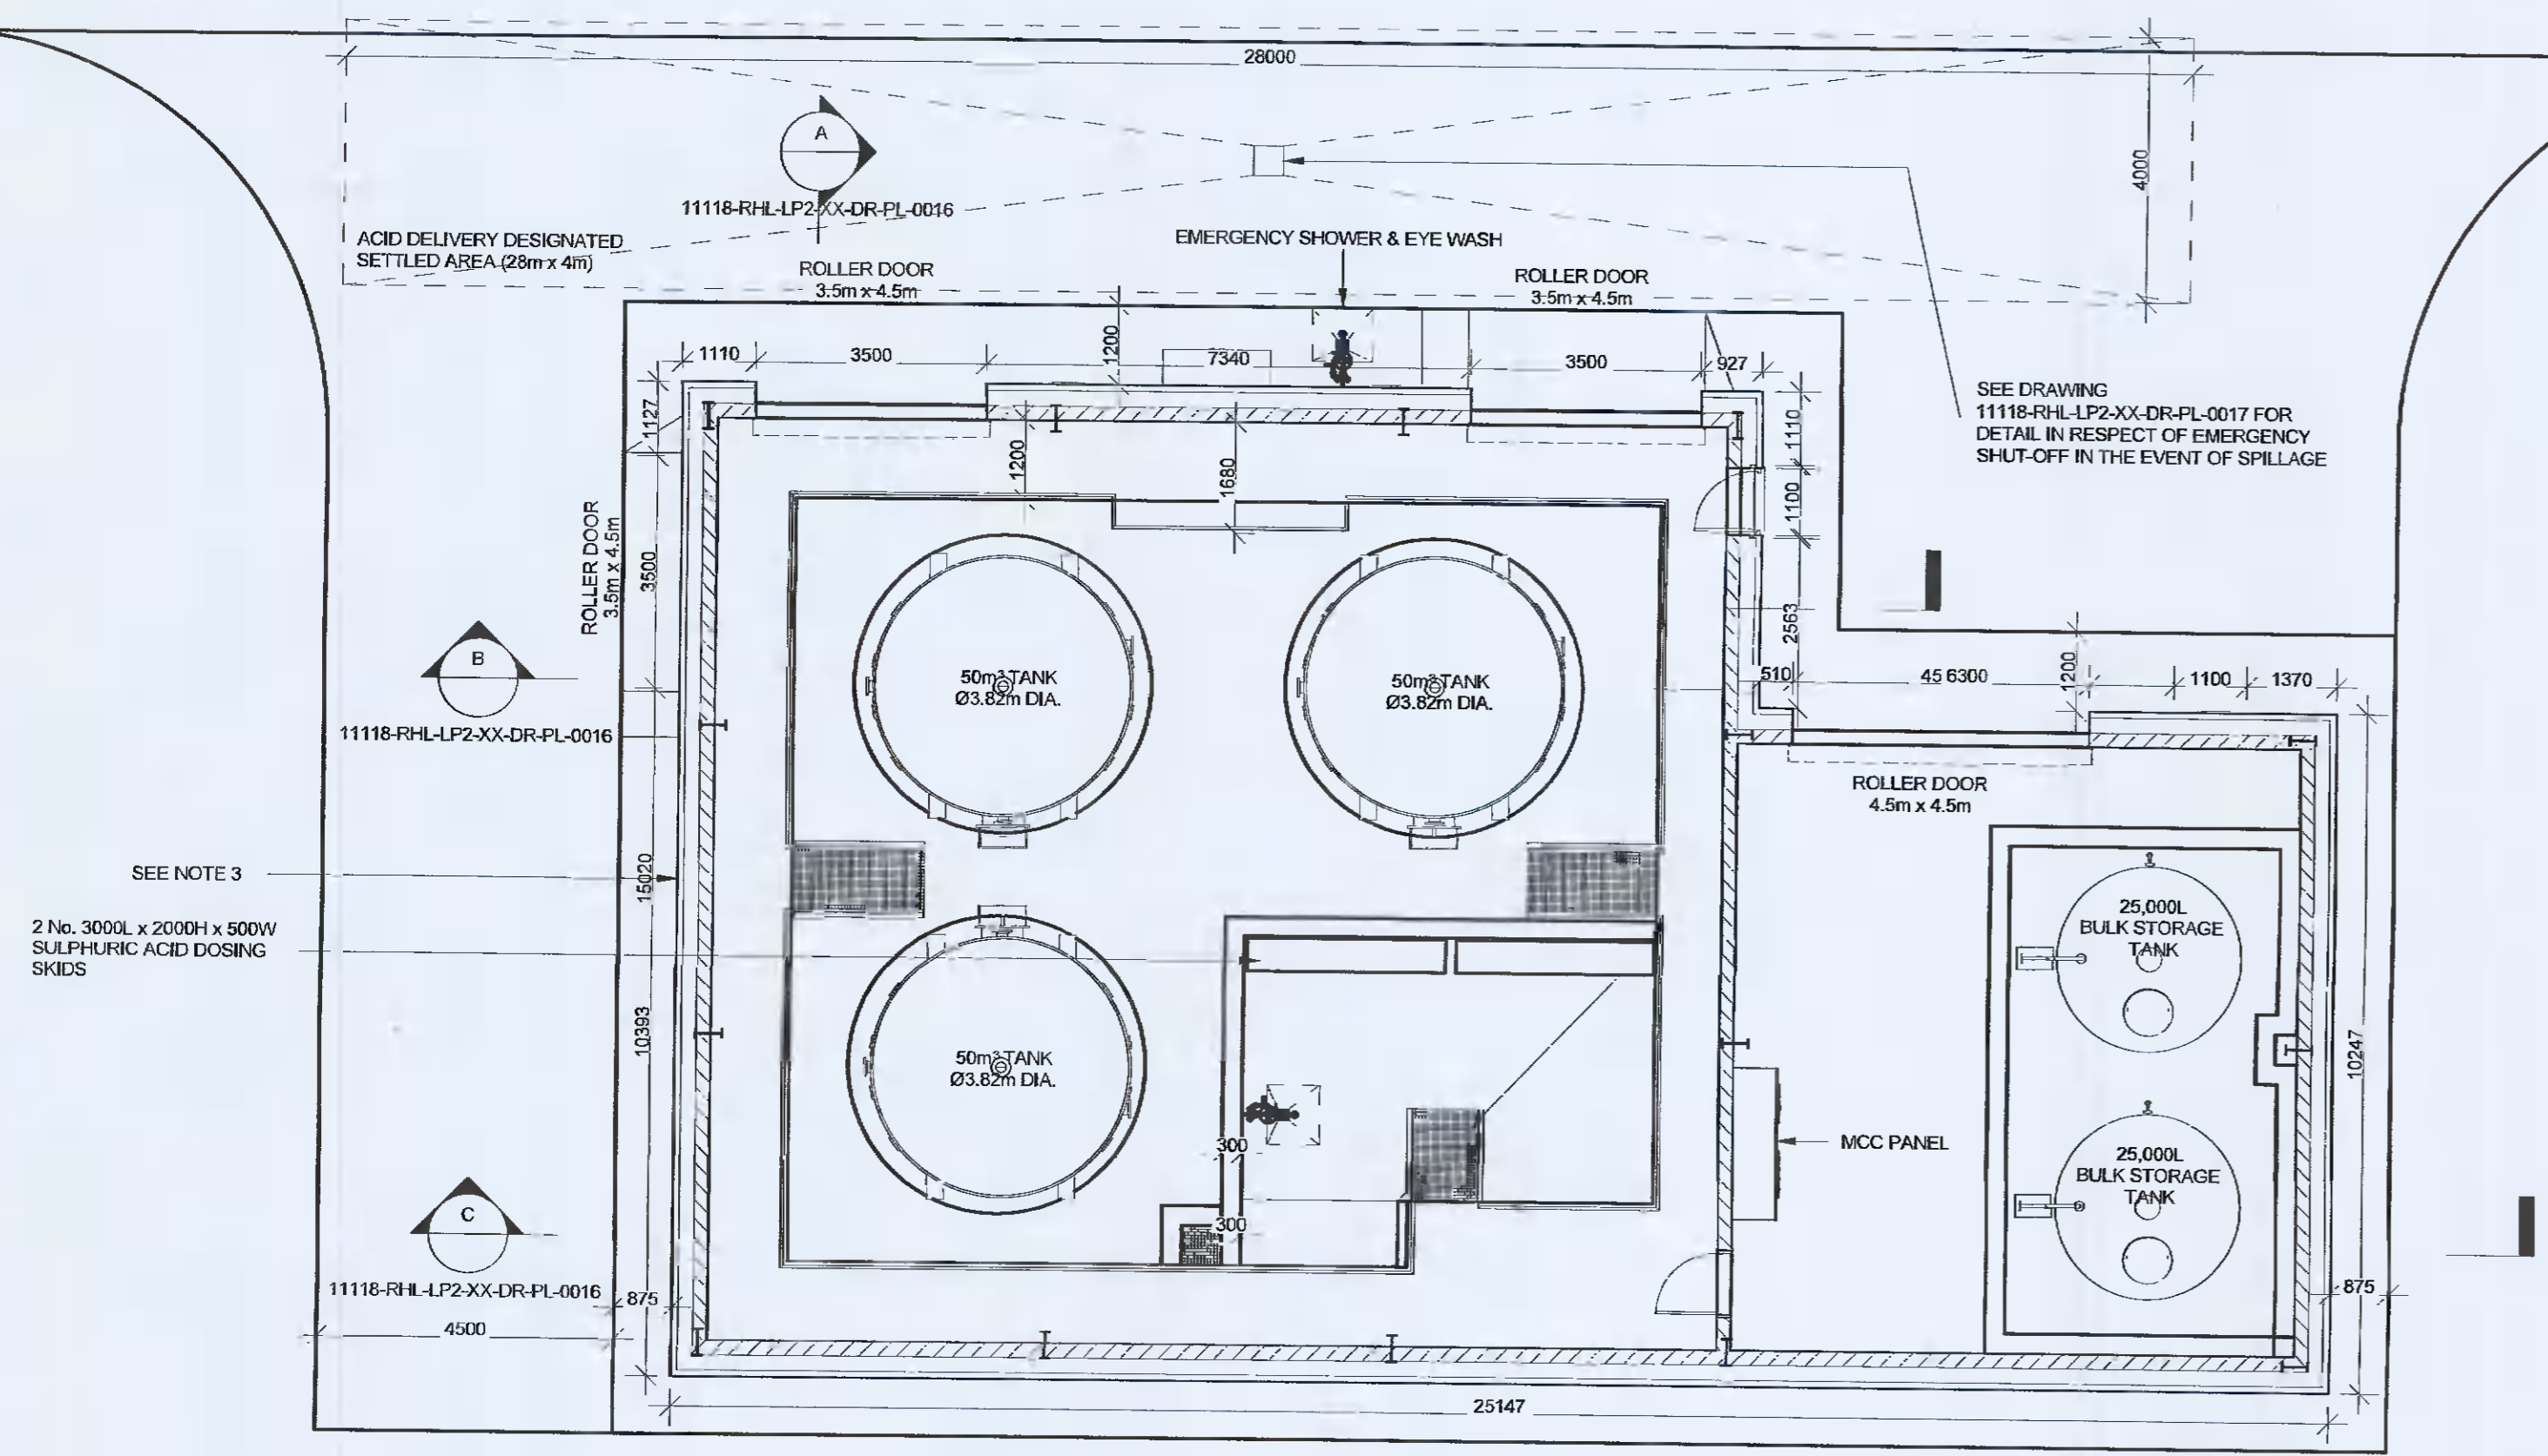 28000
A
11118-RHL-LP2-XX-DR-PL-0016
4000
ACID DELIVERY DESIGNATED
SETTLED AREA (28m x 4m)
EMERGENCY SHOWER & EYE WASH
ROLLER DOOR
3.5m x 4.5m
ROLLER DOOR
3.5m x 4.5m
1110
3500
1200
7340
3500
927
SEE DRAWING
11118-RHL-LP2-XX-DR-PL-0017 FOR
DETAIL IN RESPECT OF EMERGENCY
SHUT-OFF IN THE EVENT OF SPILLAGE
1127
1110
1200
1680
1100
ROLLER DOOR
3.5m x 4.5m
3500
2563
B
11118-RHL-LP2-XX-DR-PL-0016
50m³ TANK
Ø3.82m DIA.
50m³ TANK
Ø3.82m DIA.
510
45 6300
1200
1100
1370
ROLLER DOOR
4.5m x 4.5m
SEE NOTE 3
15020
2 No. 3000L x 2000H x 500W
SULPHURIC ACID DOSING
SKIDS
25,000L
BULK STORAGE
TANK
10393
50m³ TANK
Ø3.82m DIA.
10247
300
MCC PANEL
25,000L
BULK STORAGE
TANK
300
C
11118-RHL-LP2-XX-DR-PL-0016
875
875
4500
25147